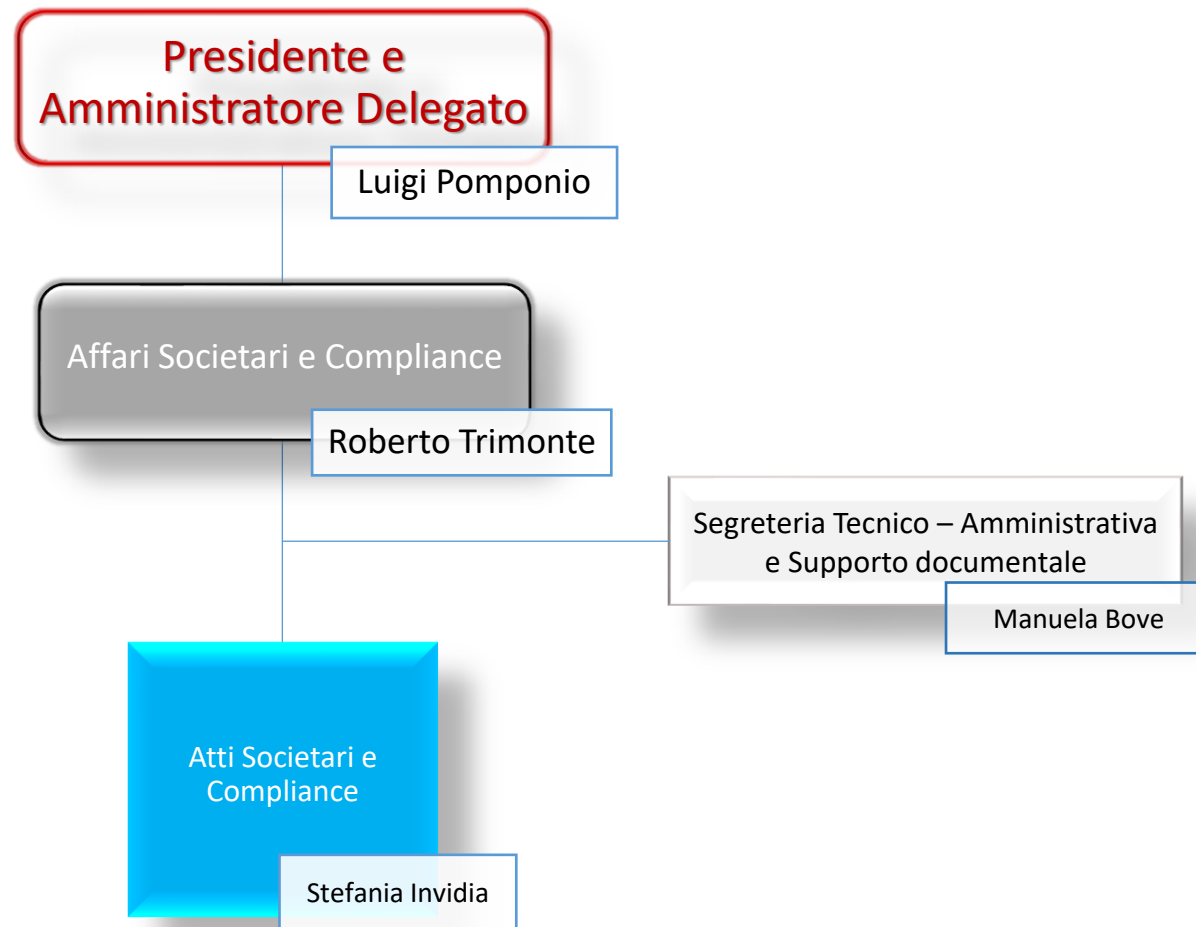 Presidente e
Amministratore Delegato
Luigi Pomponio
Affari Societari e Compliance
Roberto Trimonte
Segreteria Tecnico – Amministrativa
e Supporto documentale
Manuela Bove
Atti Societari e
Compliance
Stefania Invidia